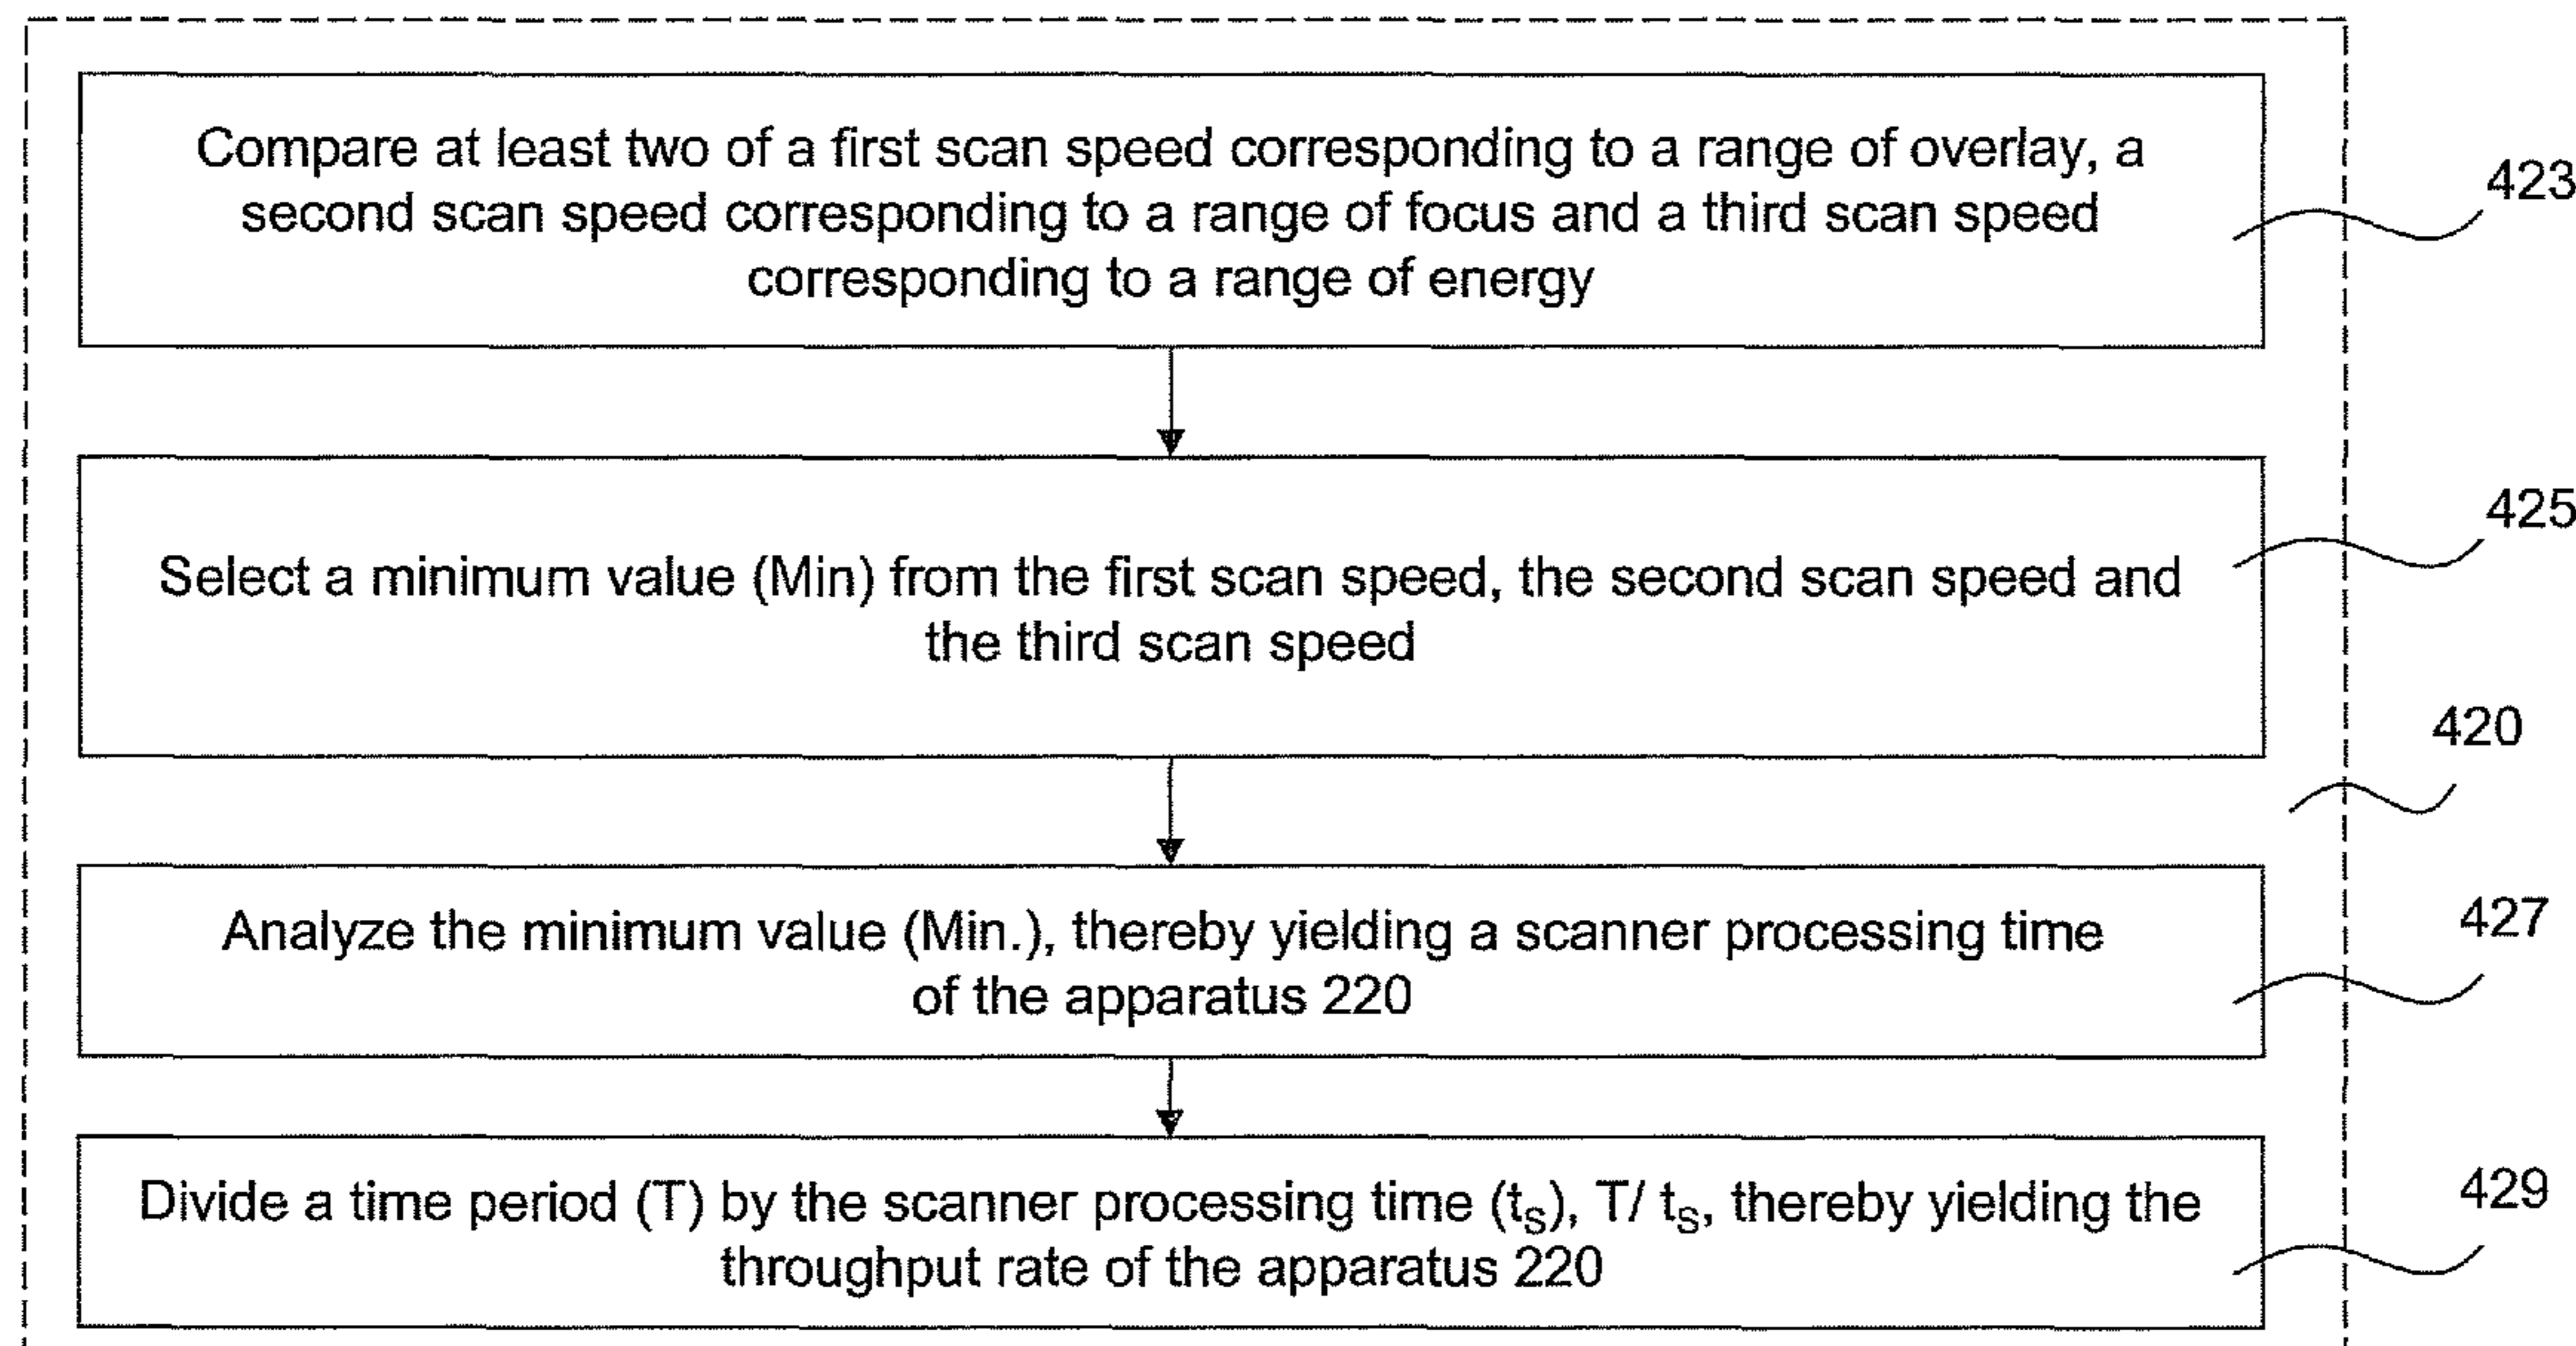 Compare at least two of a first scan speed corresponding to a range of overlay, a
second scan speed corresponding to a range of focus and a third scan speed
corresponding to a range of energy
423
Select a minimum value (Min) from the first scan speed, the second scan speed and
the third scan speed
425
420
Analyze the minimum value (Min.), thereby yielding a scanner processing time
of the apparatus 220
427
Divide a time period (T) by the scanner processing time (tS), T/ tS, thereby yielding the
throughput rate of the apparatus 220
429